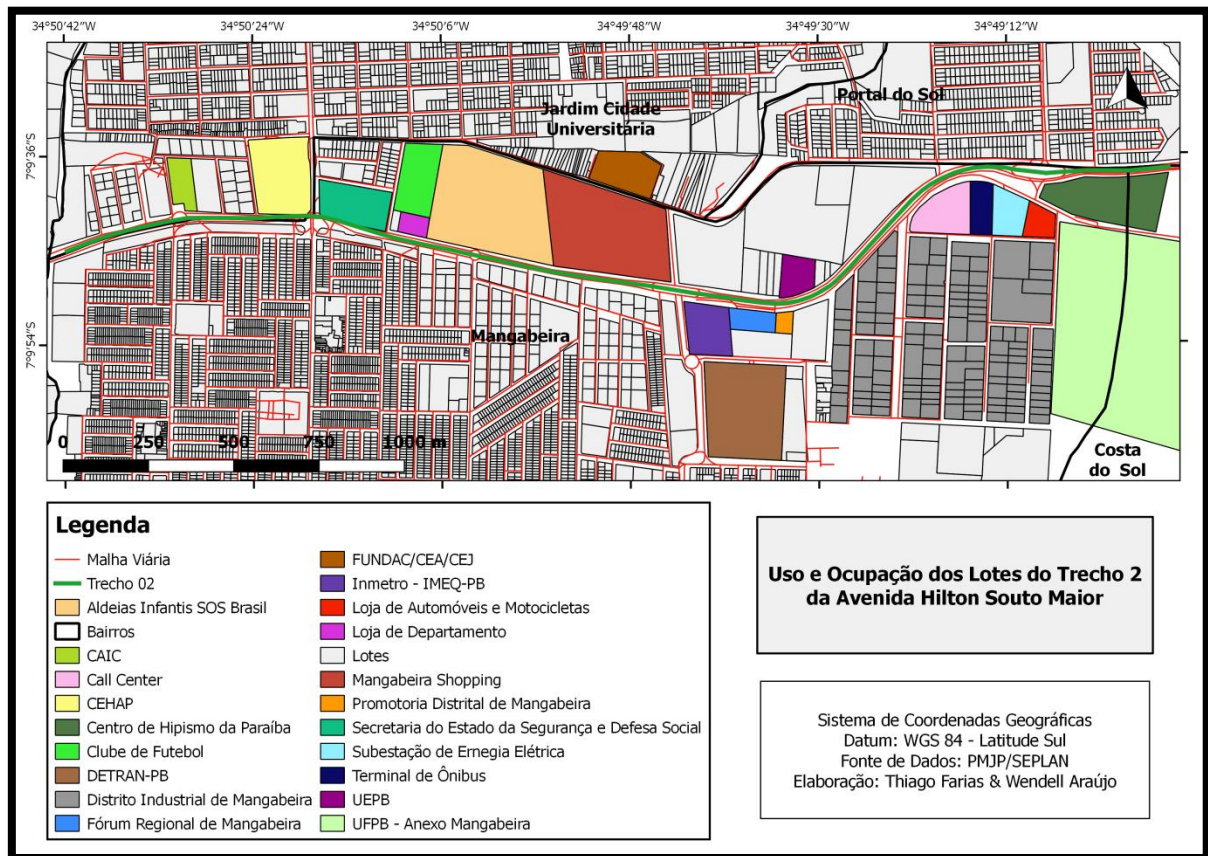 34°50'42"W
34°50'24"W
34°50'6"W
34°49'48"W
34°49'30"W
34°49'12"W
Jardim Cidade
Universitária
Portal do Sol
7°9'36"S
Mangabeira
7°9'54"S
0 250 500 750 1000 m
Costa
do Sol
Legenda
Malha Viária
Trecho 02
Aldeias Infantis SOS Brasil
Bairros
CAIC
Call Center
CEHAP
Centro de Hipismo da Paraíba
Clube de Futebol
DETRAN-PB
Distrito Industrial de Mangabeira
Fórum Regional de Mangabeira
FUNDAC/CEA/CEJ
Inmetro - IMEQ-PB
Loja de Automóveis e Motocicletas
Loja de Departamento
Lotes
Mangabeira Shopping
Promotoria Distrital de Mangabeira
Secretaria do Estado da Segurança e Defesa Social
Subestação de Ernegia Elétrica
Terminal de Ônibus
UEPB
UFPB - Anexo Mangabeira
Uso e Ocupação dos Lotes do Trecho 2
da Avenida Hilton Souto Maior
Sistema de Coordenadas Geográficas
Datum: WGS 84 - Latitude Sul
Fonte de Dados: PMJP/SEPLAN
Elaboração: Thiago Farias & Wendell Araújo